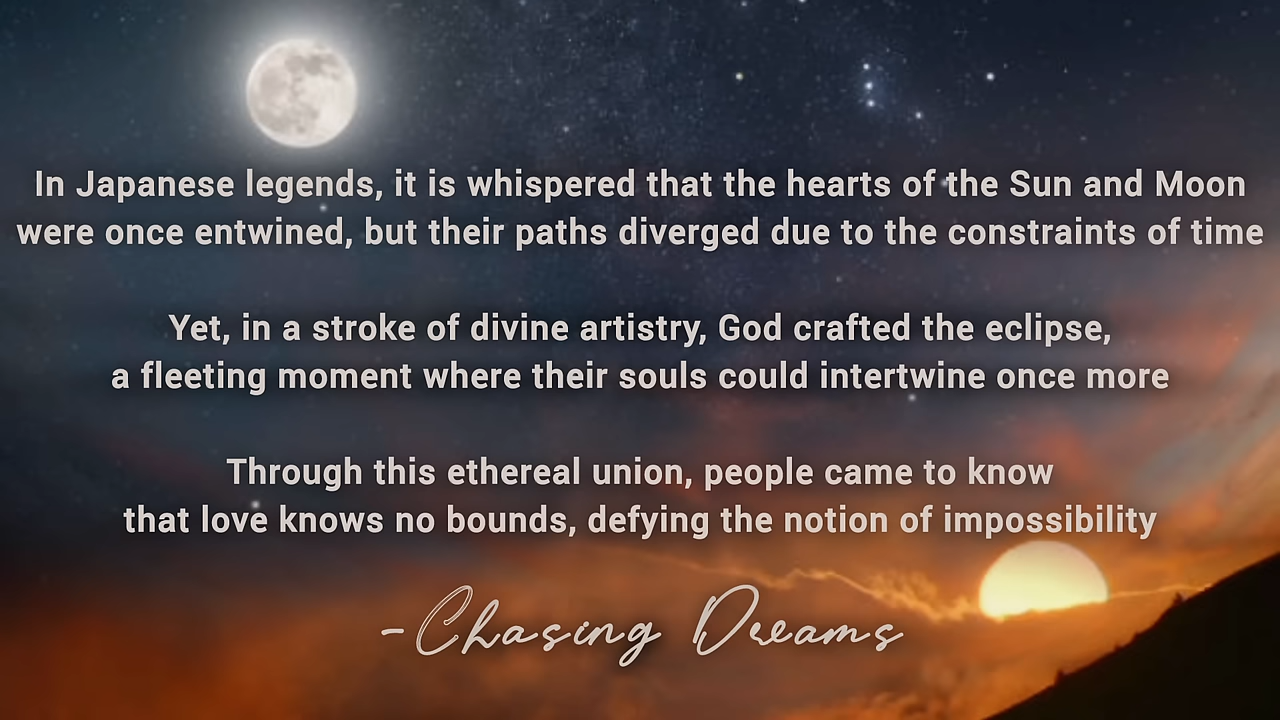 In Japanese legends, it is whispered that the hearts of the Sun and Moon
were once entwined, but their paths diverged due to the constraints of time
Yet, in a stroke of divine artistry, God crafted the eclipse,
a fleeting moment where their souls could intertwine once more
Through this ethereal union, people came to know
that love knows no bounds, defying the notion of impossibility
-Chasing Dreams